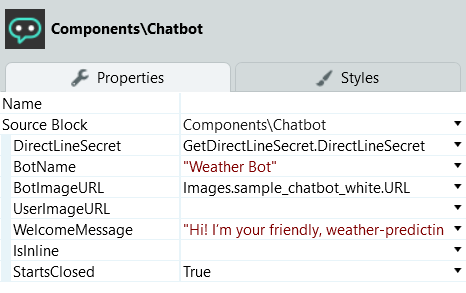 Components\Chatbot
Properties
Styles
Name
Source Block Components\Chatbot
DirectLineSecret GetDirectLineSecret.DirectLineSecret
BotName "Weather Bot"
BotImageURL Images.sample_chatbot_white.URL
UserImageURL
WelcomeMessage "Hi! I'm your friendly, weather-predictin
IsInline
StartsClosed True